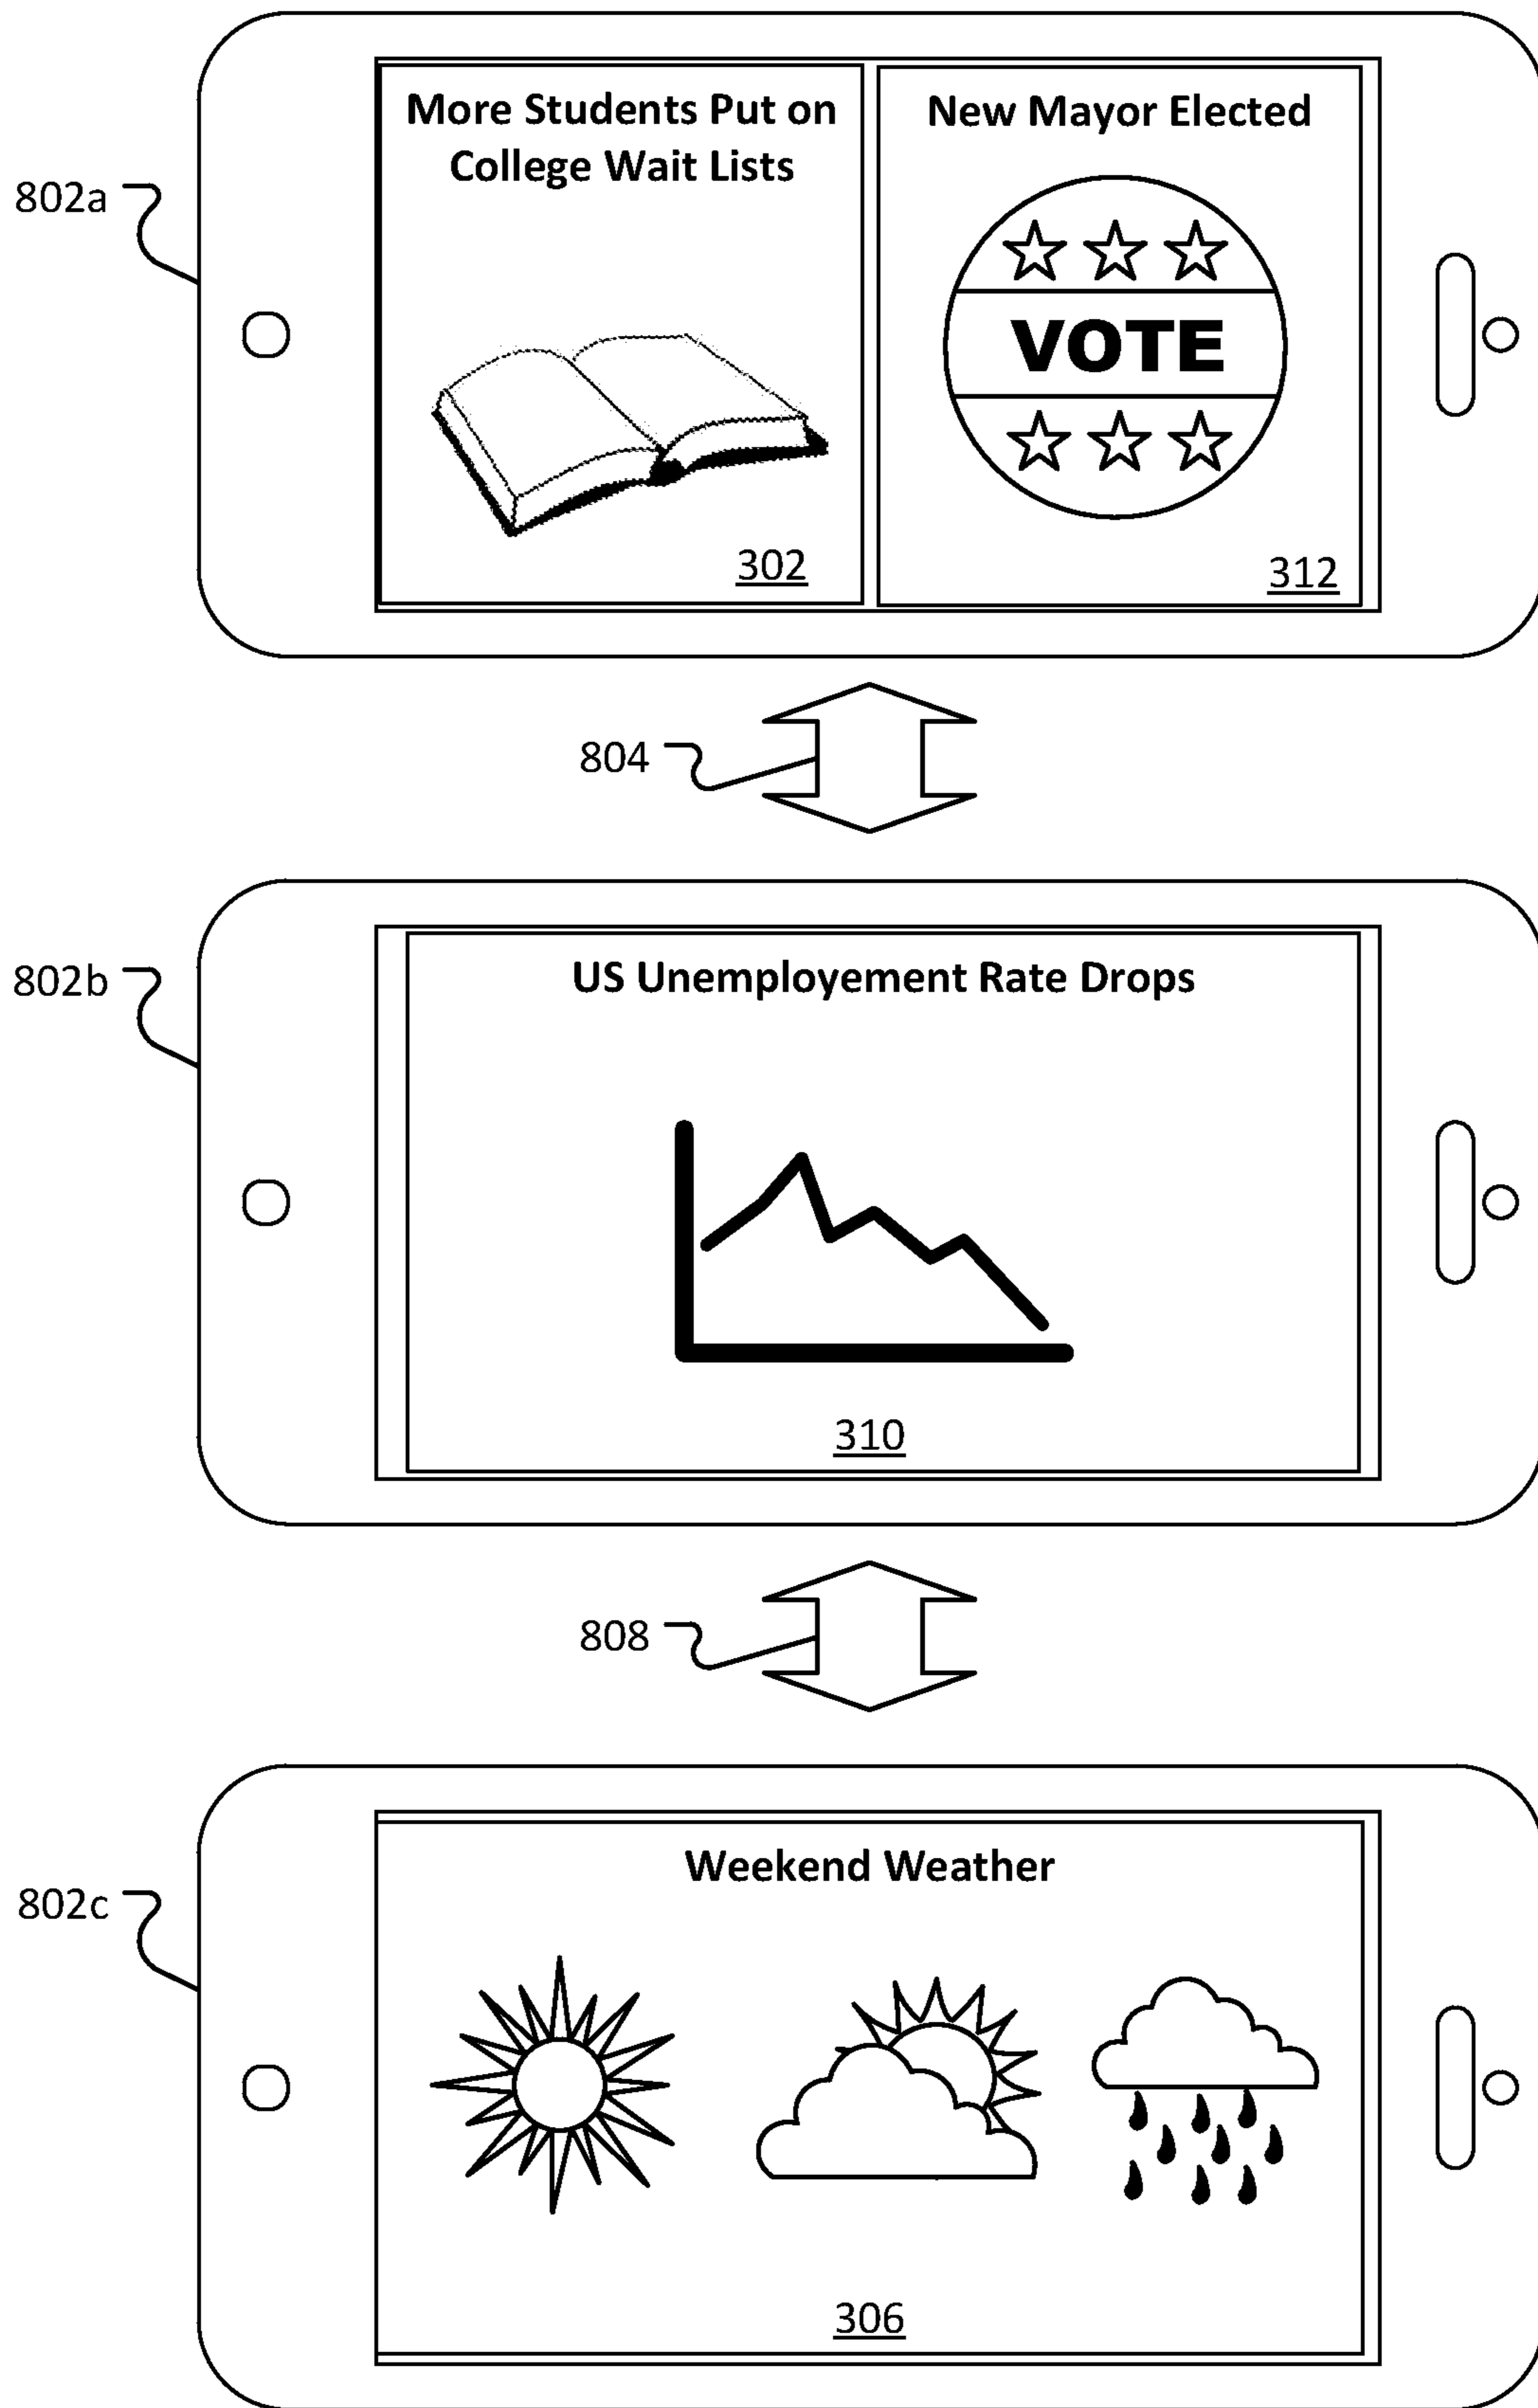 More Students Put on
College Wait Lists
New Mayor Elected
802a
VOTE
302
312
804
802b
US Unemployement Rate Drops
310
808
802c
Weekend Weather
306